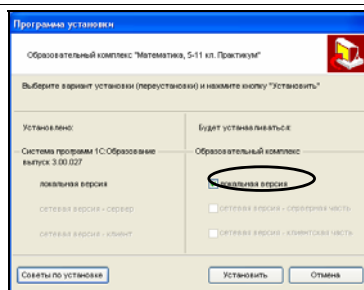 Программа установки
Образовательный комплекс "Математика, 5-11 кл. Практикум"
Выберите вариант установки (переустановки) и нажмите кнопку "Установить"
Установлено:
Будет устанавливаться:
Система программ 1С:Образование
выпуск 3.00.027
Образовательный комплекс
локальная версия
локальная версия
сетевая версия - сервер
сетевая версия - серверная часть
сетевая версия - клиент
сетевая версия - клиентская часть
Советы по установке
Установить
Отмена